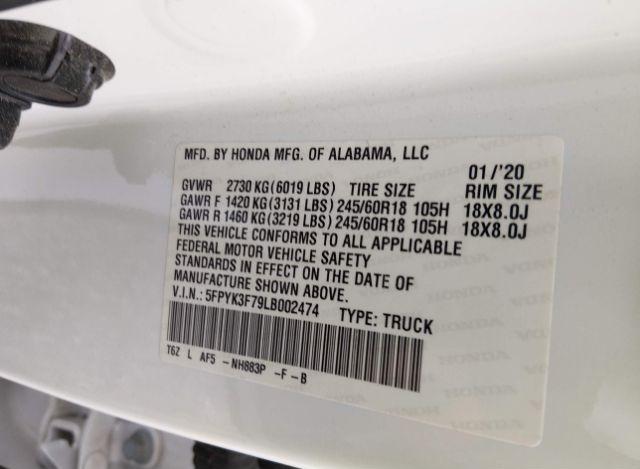 MFD. BY HONDA MFG. OF ALABAMA, LLC 01/'20
GVWR 2730 KG(6019 LBS) TIRE SIZE RIM SIZE
GAWR F 1420 KG(3131 LBS)245/60R18 105H 18X8.0J
GAWR R 1460 KG(3219 LBS)245/60R18 105H 18X8.0J
THIS VEHICLE CONFORMS TO ALL APPLICABLE
FEDERAL MOTOR VEHICLE SAFETY
STANDARDS IN EFFECT ON THE DATE OF
MANUFACTURE SHOWN ABOVE.
V.I.N.: 5FPYK3F79LB002474 TYPE: TRUCK
T6Z L AF5 -NH883P -F-B